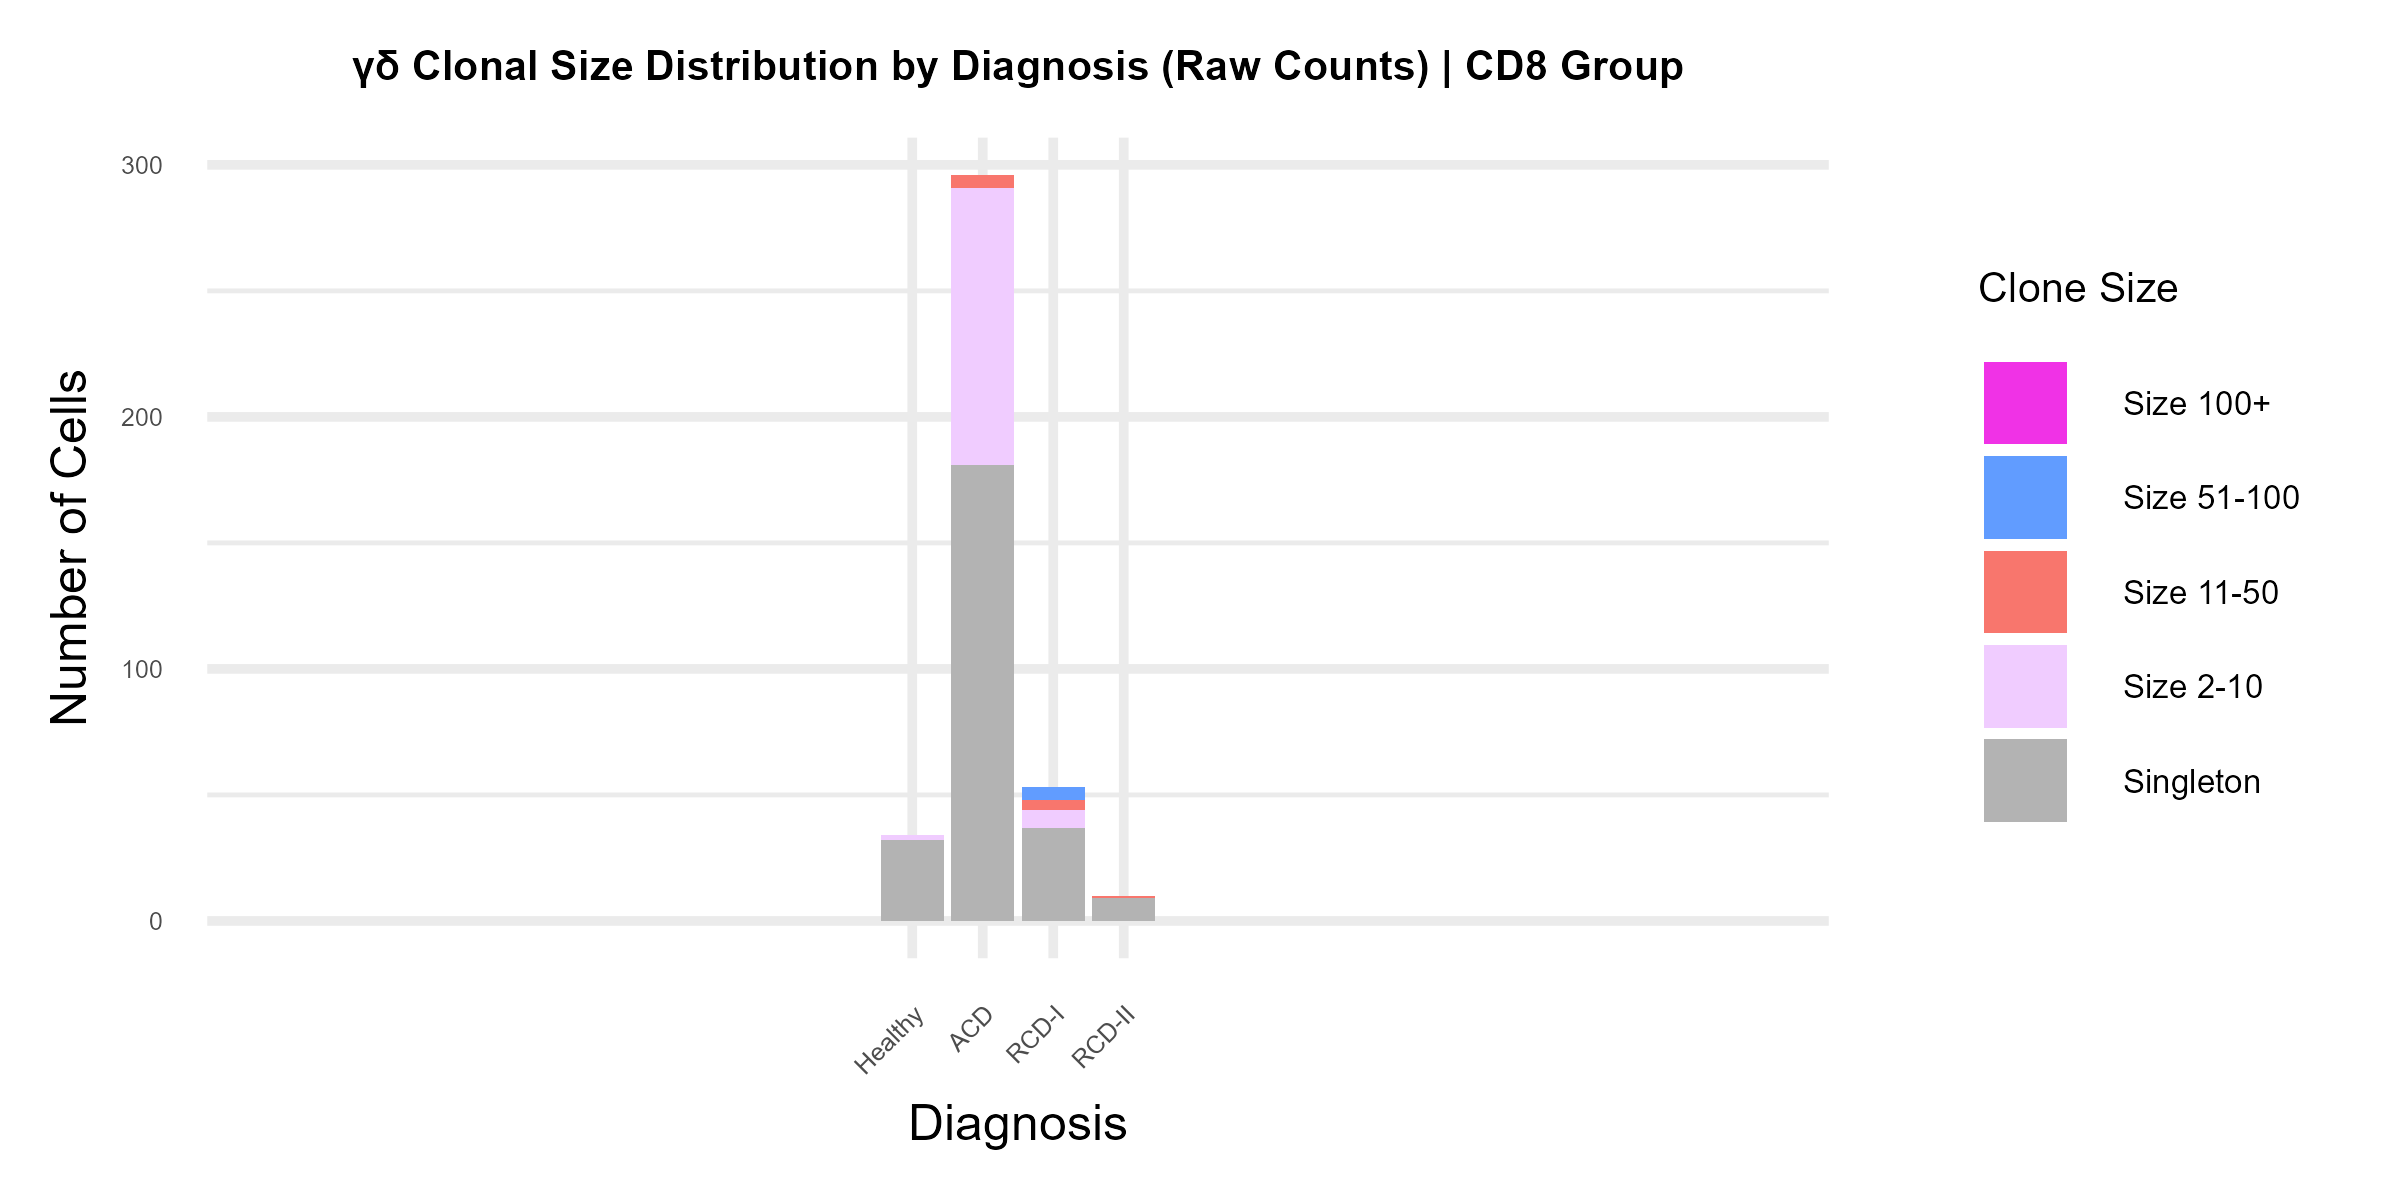 γδ Clonal Size Distribution by Diagnosis (Raw Counts) | CD8 Group
Number of Cells
300
200
100
0
Healthy
ACD
RCD-I
RCD-II
Diagnosis
Clone Size
Size 100+
Size 51-100
Size 11-50
Size 2-10
Singleton